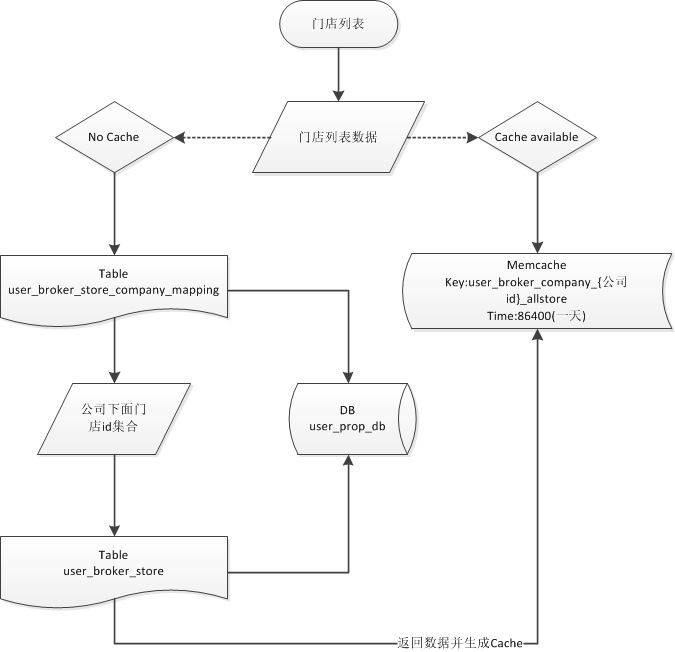 门店列表
No Cache
门店列表数据
Cache available
Table
user_broker_store_company_mapping
Memcache
Key:user_broker_company_{公司
id}_allstore
Time:86400(一天)
公司下面门
店id集合
DB
user_prop_db
Table
user_broker_store
返回数据并生成Cache